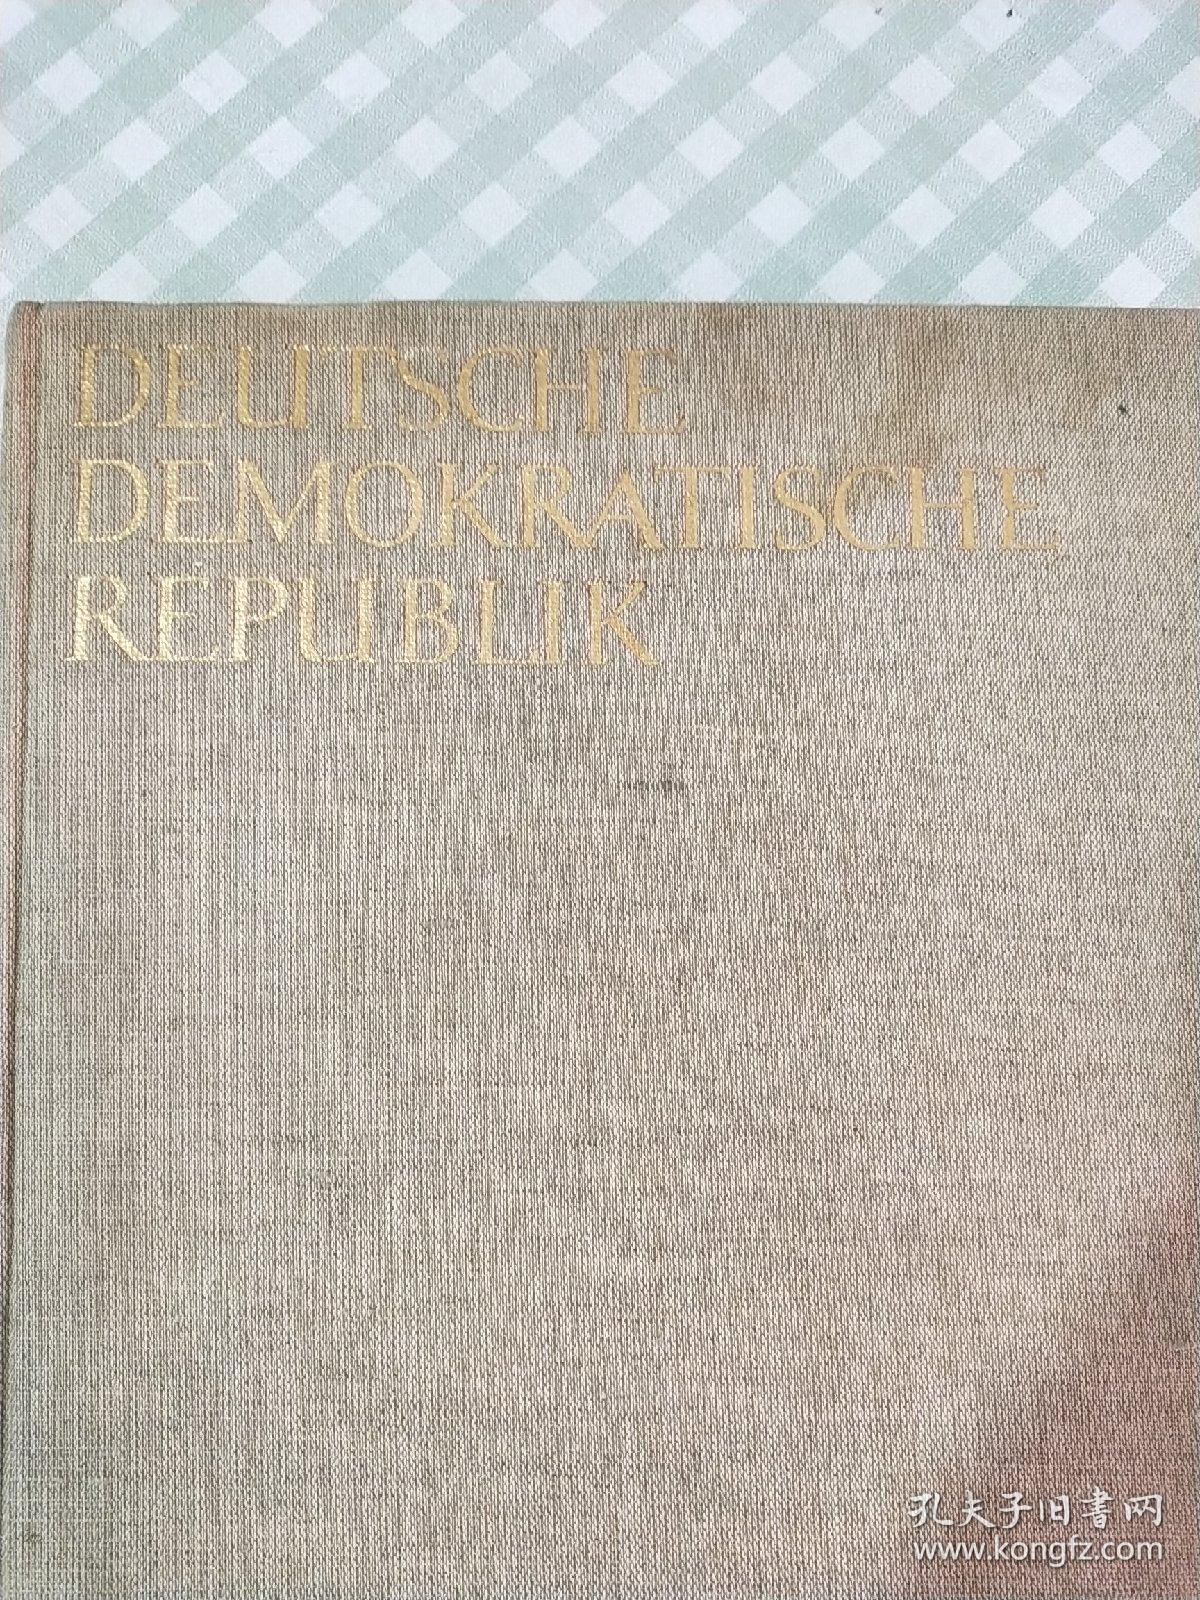 DEUTSCHE
DEMOKRATISCHE
REPUBLIK
孔夫子旧书网
www.kongfz.com